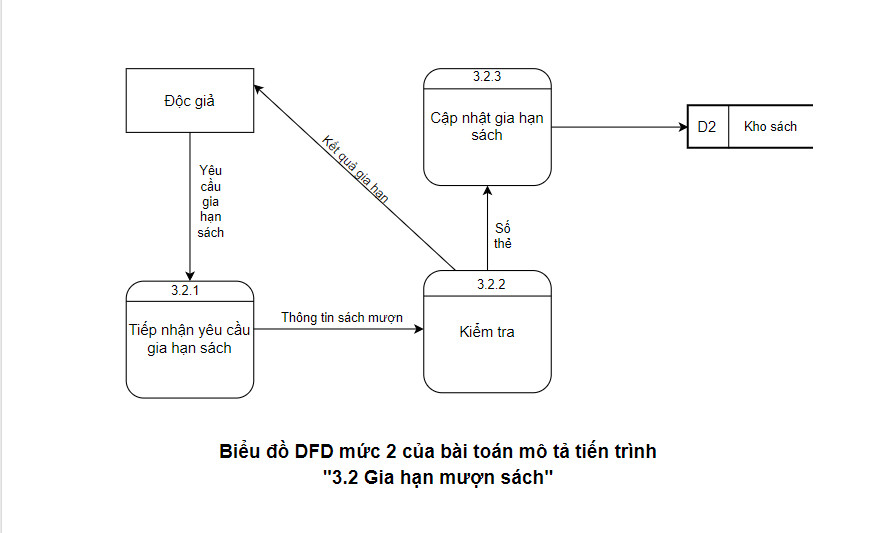 3.2.3
Độc giả
Cập nhật gia hạn
sách
D2
Kho sách
Kết quả gia hạn
Yêu
cầu
gia
hạn
sách
Số
thẻ
3.2.1
3.2.2
Tiếp nhận yêu cầu
gia hạn sách
Thông tin sách mượn
Kiểm tra
Biểu đồ DFD mức 2 của bài toán mô tả tiến trình
"3.2 Gia hạn mượn sách"